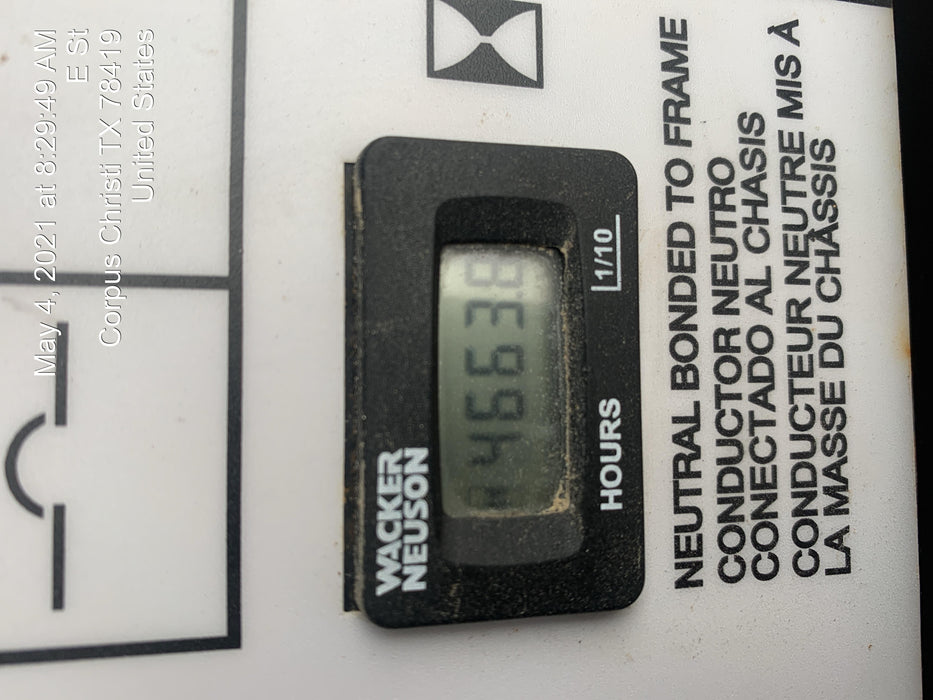 May 4, 2021 at 8:29:49 AM
E St
Corpus Christi TX 78419
United States
WACKER
NEUSON
4663.8
HOURS
1/10
NEUTRAL BONDED TO FRAME
CONDUCTOR NEUTRO
CONECTADO AL CHASIS
CONDUCTEUR NEUTRE MIS À
LA MASSE DU CHÂSSIS